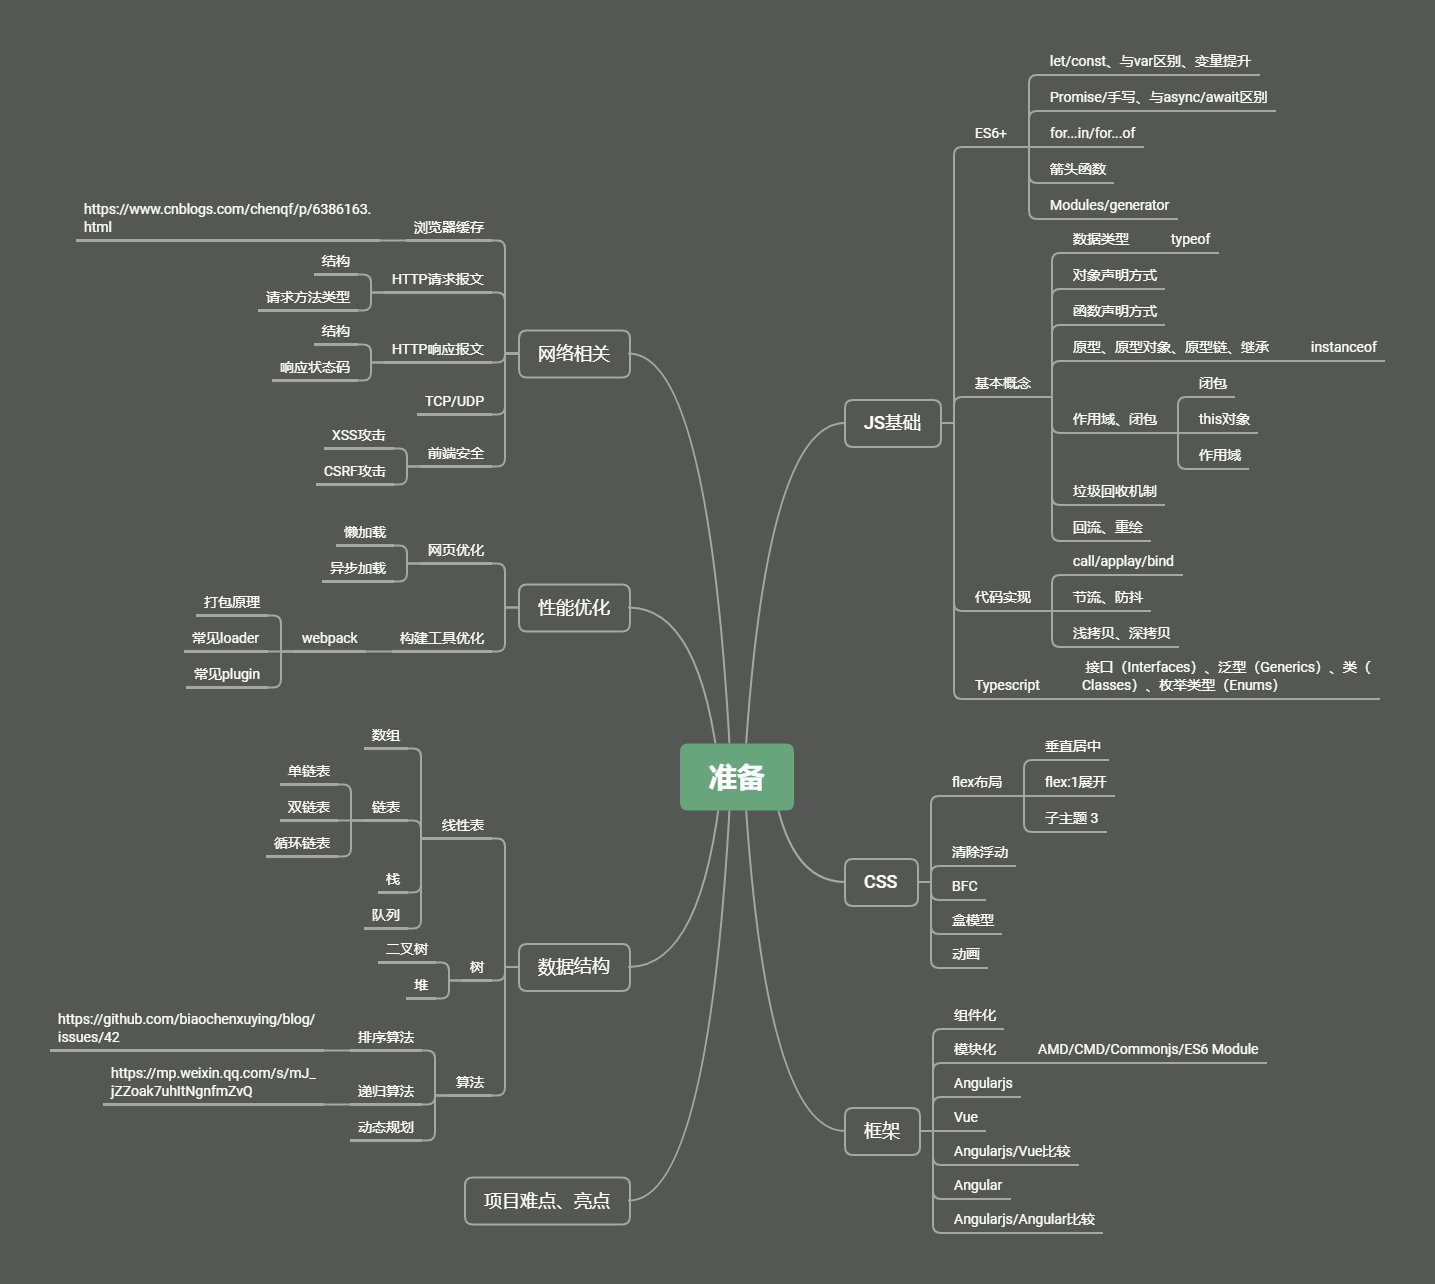 准备
JS基础
ES6+
let/const、与var区别、变量提升
Promise/手写、与async/await区别
for...in/for...of
箭头函数
Modules/generator
基本概念
数据类型
typeof
对象声明方式
函数声明方式
原型、原型对象、原型链、继承
instanceof
作用域、闭包
闭包
this对象
作用域
垃圾回收机制
回流、重绘
代码实现
call/applay/bind
节流、防抖
浅拷贝、深拷贝
Typescript
接口（Interfaces）、泛型（Generics）、类（
Classes）、枚举类型（Enums）
CSS
flex布局
垂直居中
flex:1展开
子主题 3
清除浮动
BFC
盒模型
动画
框架
组件化
模块化
AMD/CMD/Commonjs/ES6 Module
Angularjs
Vue
Angularjs/Vue比较
Angular
Angularjs/Angular比较
网络相关
浏览器缓存
https://www.cnblogs.com/chenqf/p/6386163.
html
HTTP请求报文
结构
请求方法类型
HTTP响应报文
结构
响应状态码
TCP/UDP
前端安全
XSS攻击
CSRF攻击
性能优化
网页优化
懒加载
异步加载
构建工具优化
webpack
打包原理
常见loader
常见plugin
数据结构
线性表
数组
链表
单链表
双链表
循环链表
栈
队列
树
二叉树
堆
算法
排序算法
https://github.com/biaochenxuying/blog/
issues/42
递归算法
https://mp.weixin.qq.com/s/mJ_
jZZoak7uhItNgnfmZvQ
动态规划
项目难点、亮点